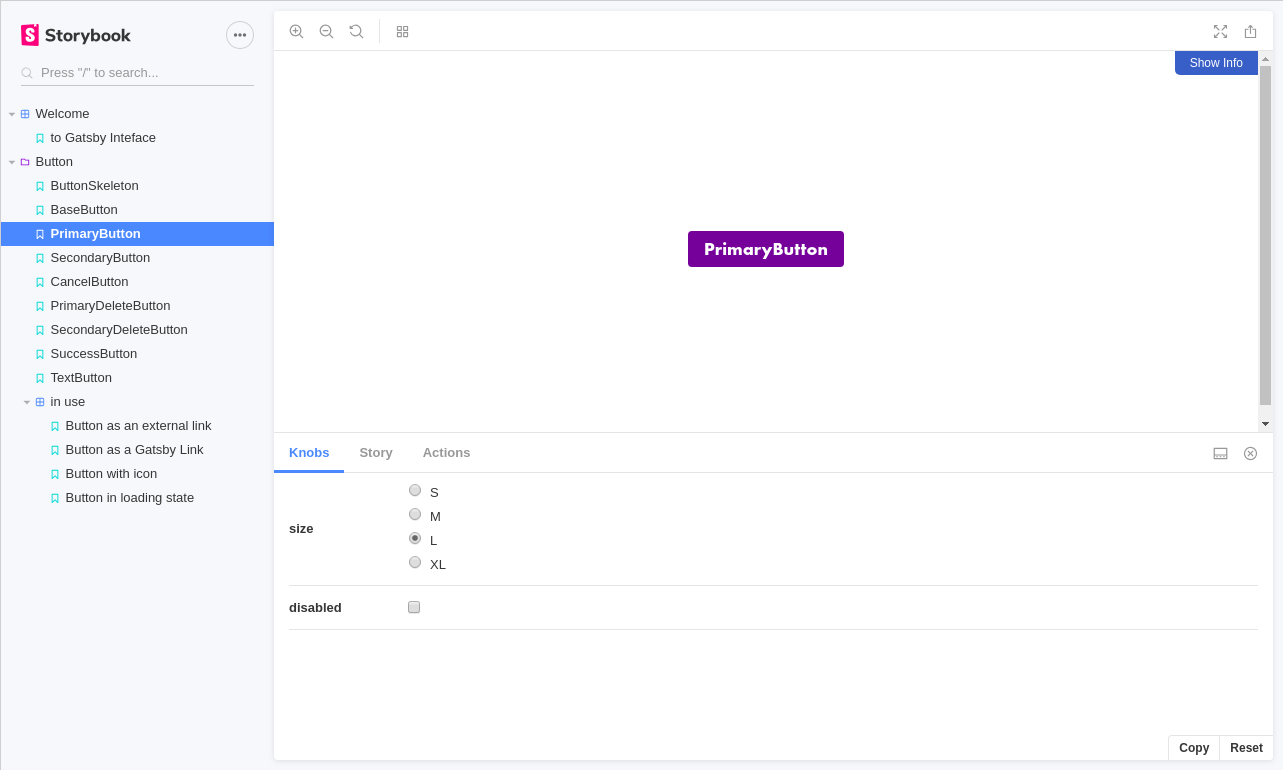 Storybook
Press "/" to search...
Welcome
to Gatsby Inteface
Button
ButtonSkeleton
BaseButton
PrimaryButton
SecondaryButton
CancelButton
PrimaryDeleteButton
SecondaryDeleteButton
SuccessButton
TextButton
in use
Button as an external link
Button as a Gatsby Link
Button with icon
Button in loading state
Show Info
PrimaryButton
Knobs Story Actions
size
S
M
L
XL
disabled
Copy Reset